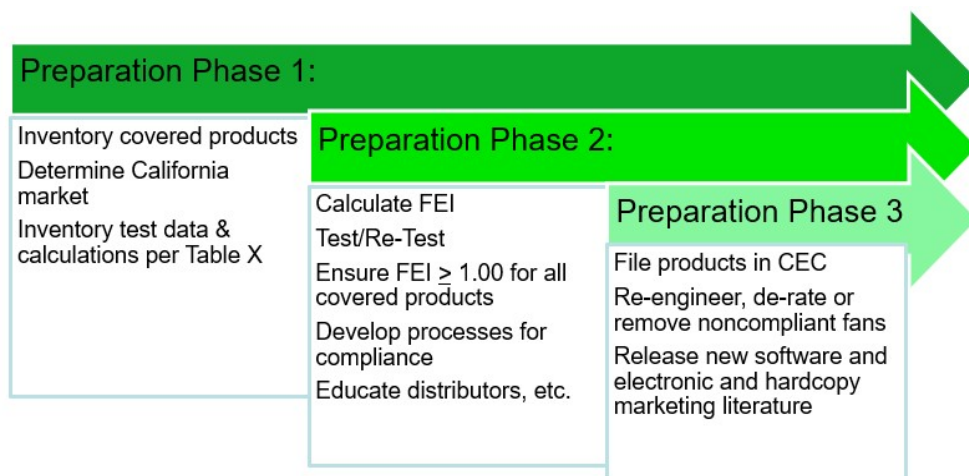 Preparation Phase 1:
Inventory covered products
Determine California
market
Inventory test data &
calculations per Table X
Preparation Phase 2:
Calculate FEI
Test/Re-Test
Ensure FEI ≥ 1.00 for all
covered products
Develop processes for
compliance
Educate distributors, etc.
Preparation Phase 3
File products in CEC
Re-engineer, de-rate or
remove noncompliant fans
Release new software and
electronic and hardcopy
marketing literature